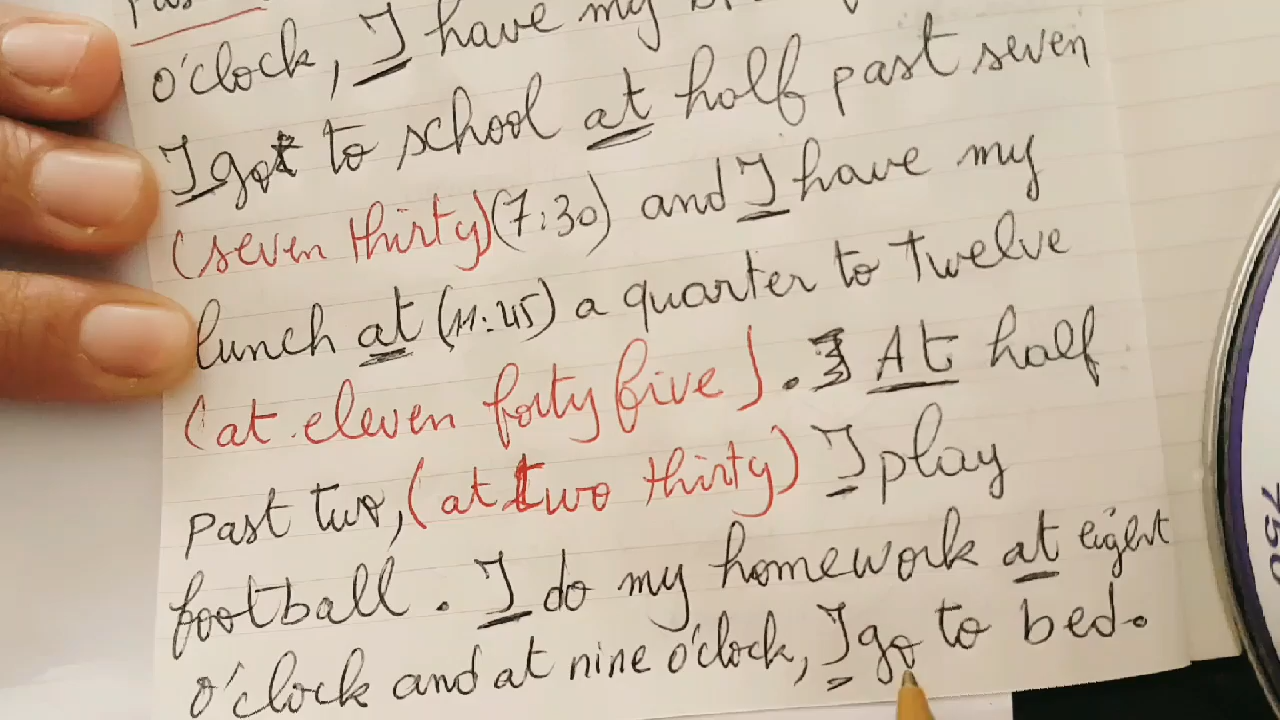 o'clock, I have my
I go to school at half past seven
(seven thirty) (7:30) and I have my
lunch at (11:45) a quarter to twelve
(at eleven forty five). At half
past two, (at two thirty) I play
football. I do my homework at eight
o'clock and at nine o'clock, I go to bed.